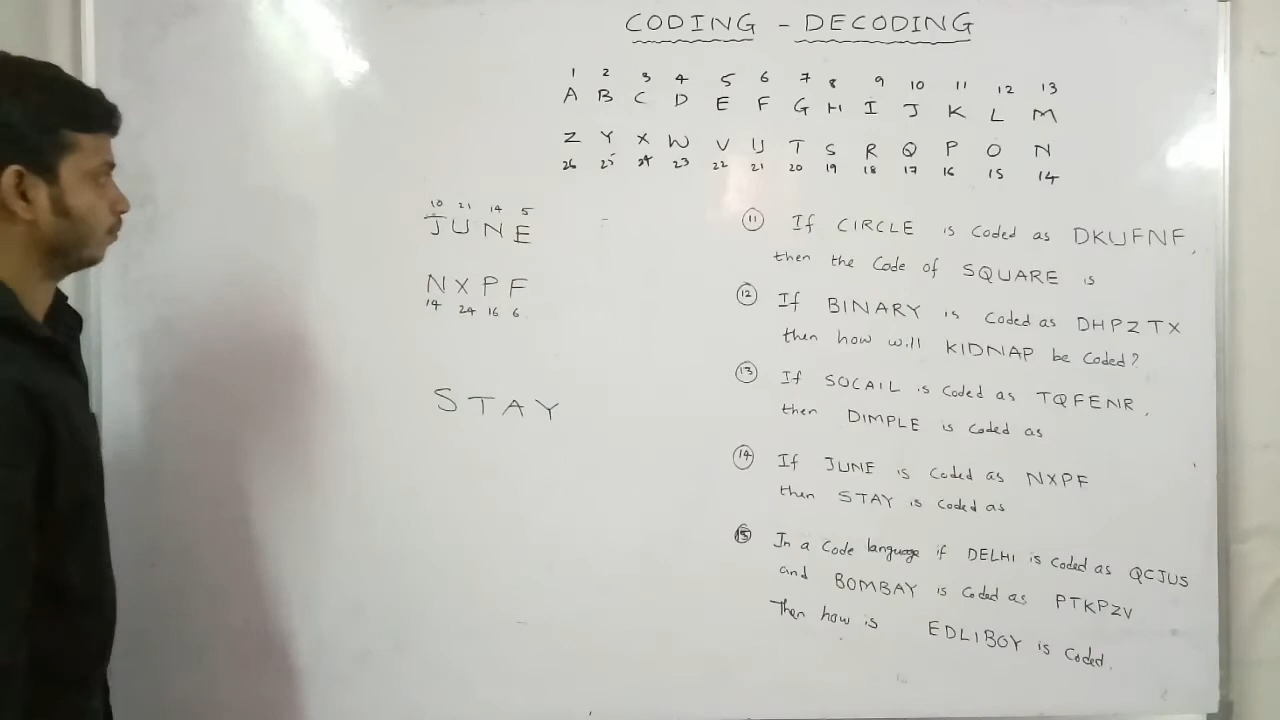 CODING - DECODING
1 2 3 4 5 6 7 8 9 10 11 12 13
A B C D E F G H I J K L M
Z Y X W V U T S R Q P O N
26 25 24 23 22 21 20 19 18 17 16 15 14
10 21 14 5
JUNE
NXPF
14 24 16 6
STAY
11 If CIRCLE is coded as DKUFNF,
then the code of SQUARE is
12 If BINARY is coded as DHPZTX
then how will KIDNAP be coded?
13 If SOCAIL is coded as TQFENR,
then DIMPLE is coded as
14 If JUNE is coded as NXPF
then STAY is coded as
15 In a code language if DELHI is coded as QCJUS
and BOMBAY is coded as PTKPZV
Then how is EDLIBOY is coded.